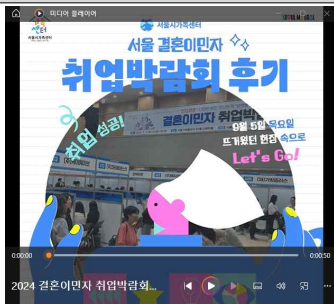 미디어 플레이어
센터
서울시가족센터
서울 결혼이민자
취업박람회 후기
결혼이민자 취업박
취업 성공!
9월 5일 목요일
뜨거웠던 현장 속으로
Let's Go!
0:00:00
0:00:50
2024 결혼이민자 취업박람회...